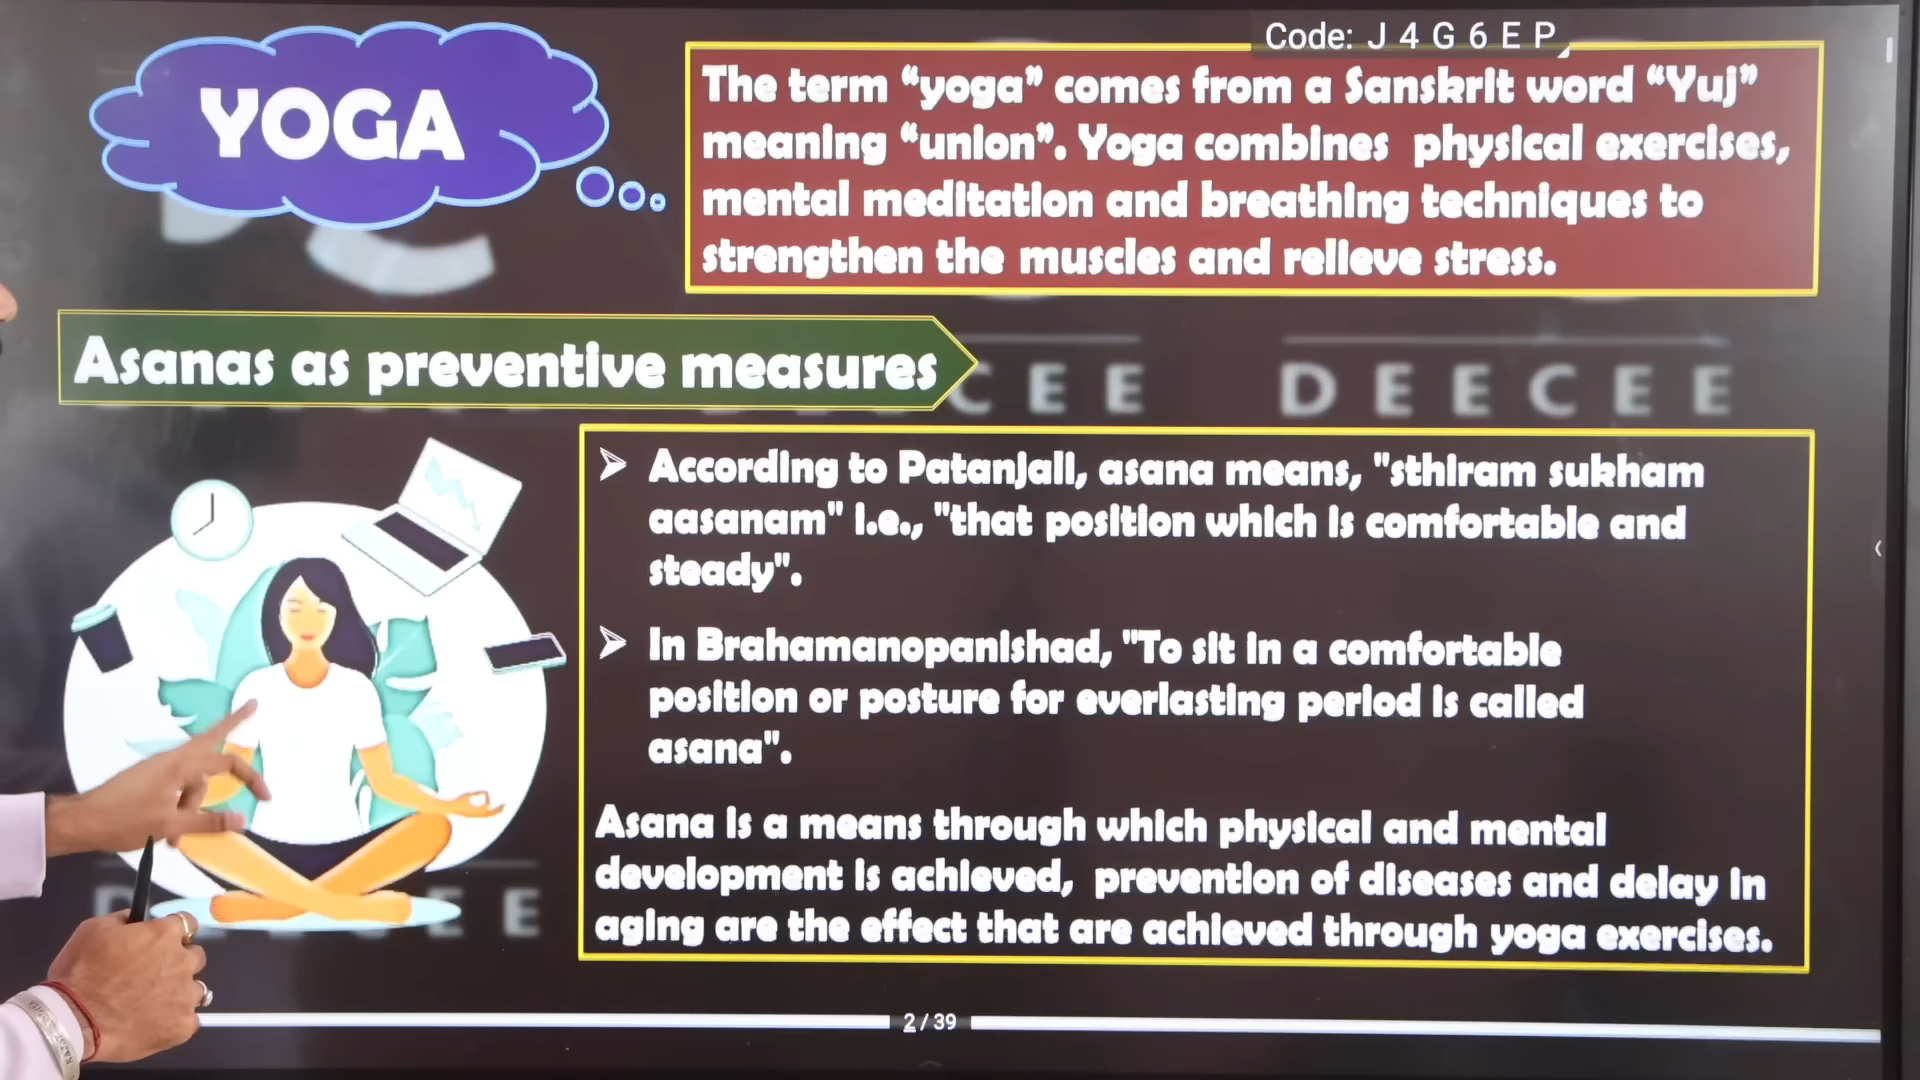 Code: J 4 G 6 E P
YOGA
The term “yoga” comes from a Sanskrit word “Yuj”
meaning “union”. Yoga combines physical exercises,
mental meditation and breathing techniques to
strengthen the muscles and relieve stress.
Asanas as preventive measures
CEE
DEECEE
➢ According to Patanjali, asana means, "sthiram sukham
aasanam" i.e., "that position which is comfortable and
steady".
➢ In Brahamanopanishad, "To sit in a comfortable
position or posture for everlasting period is called
asana".
Asana is a means through which physical and mental
development is achieved, prevention of diseases and delay in
aging are the effect that are achieved through yoga exercises.
D
E E
2 / 39